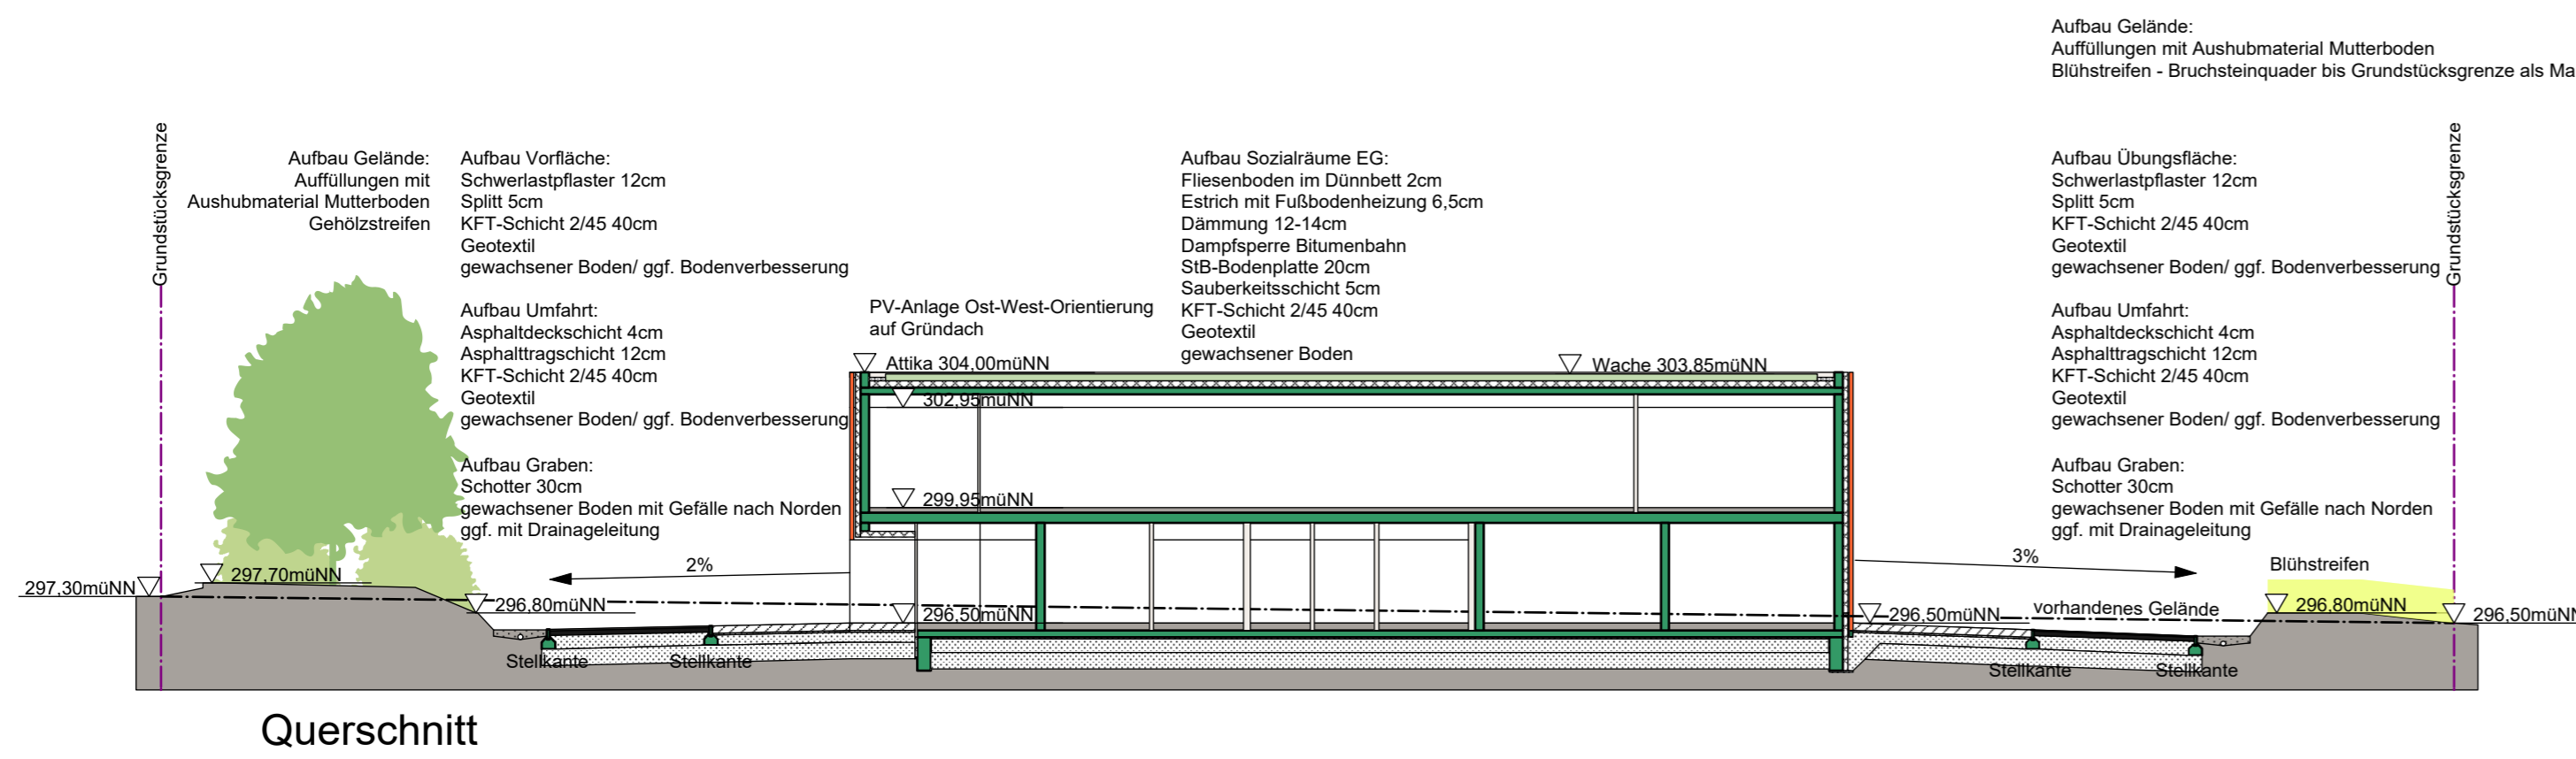 Aufbau Gelände:
Auffüllungen mit Aushubmaterial Mutterboden
Blühstreifen - Bruchsteinquader bis Grundstücksgrenze als Ma
Grundstücksgrenze
Aufbau Gelände:
Auffüllungen mit
Aushubmaterial Mutterboden
Gehölzstreifen
Aufbau Vorfläche:
Schwerlastpflaster 12cm
Splitt 5cm
KFT-Schicht 2/45 40cm
Geotextil
gewachsener Boden/ ggf. Bodenverbesserung
Aufbau Umfahrt:
Asphaltdeckschicht 4cm
Asphalttragschicht 12cm
KFT-Schicht 2/45 40cm
Geotextil
gewachsener Boden/ ggf. Bodenverbesserung
Aufbau Graben:
Schotter 30cm
gewachsener Boden mit Gefälle nach Norden
ggf. mit Drainageleitung
PV-Anlage Ost-West-Orientierung
auf Gründach
Aufbau Sozialräume EG:
Fliesenboden im Dünnbett 2cm
Estrich mit Fußbodenheizung 6,5cm
Dämmung 12-14cm
Dampfsperre Bitumenbahn
StB-Bodenplatte 20cm
Sauberkeitsschicht 5cm
KFT-Schicht 2/45 40cm
Geotextil
gewachsener Boden
Aufbau Übungsfläche:
Schwerlastpflaster 12cm
Splitt 5cm
KFT-Schicht 2/45 40cm
Geotextil
gewachsener Boden/ ggf. Bodenverbesserung
Aufbau Umfahrt:
Asphaltdeckschicht 4cm
Asphalttragschicht 12cm
KFT-Schicht 2/45 40cm
Geotextil
gewachsener Boden/ ggf. Bodenverbesserung
Aufbau Graben:
Schotter 30cm
gewachsener Boden mit Gefälle nach Norden
ggf. mit Drainageleitung
Grundstücksgrenze
Attika 304,00müNN
Wache 303,85müNN
302,95müNN
299,95müNN
2%
3%
Blühstreifen
297,30müNN
297,70müNN
296,80müNN
296,50müNN
296,50müNN
vorhandenes Gelände
296,80müNN
296,50müNN
Stellkante
Stellkante
Stellkante
Stellkante
Querschnitt